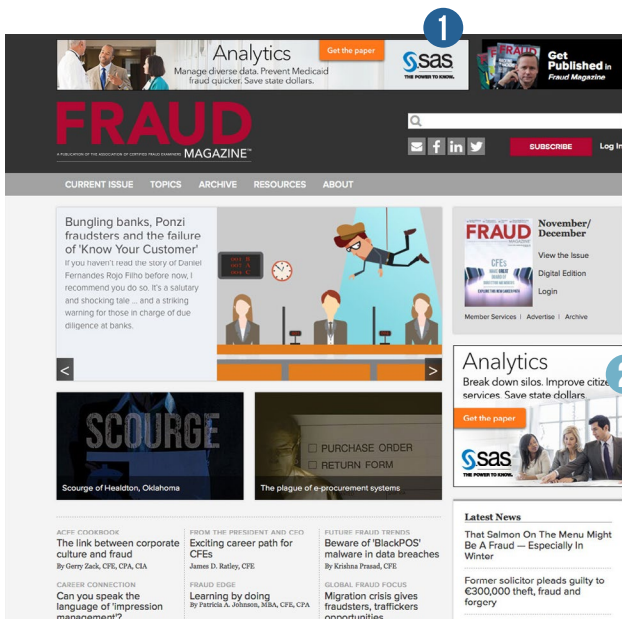 1
Analytics
Manage diverse data. Prevent Medicaid
fraud quicker. Save state dollars.
Get the paper
sas
THE POWER TO KNOW.
FRAUD
Get
Published in
Fraud Magazine
FRAUD
A PUBLICATION OF THE ASSOCIATION OF CERTIFIED FRAUD EXAMINERS
MAGAZINE™
SUBSCRIBE
Log In
CURRENT ISSUE TOPICS ARCHIVE RESOURCES ABOUT
Bungling banks, Ponzi
fraudsters and the failure
of 'Know Your Customer'
If you haven't read the story of Daniel
Fernandes Rojo Filho before now, I
recommend you do so. It's a salutary
and shocking tale ... and a striking
warning for those in charge of due
diligence at banks.
<
>
FRAUD
CFEs
November/
December
View the Issue
Digital Edition
Login
Member Services | Advertise | Archive
Analytics
Break down silos. Improve citize
services. Save state dollars.
2
Get the paper
sas
THE POWER TO KNOW.
SCOURGE
Scourge of Healdton, Oklahoma
PURCHASE ORDER
RETURN FORM
The plague of e-procurement systems
ACFE COOKBOOK
The link between corporate
culture and fraud
By Gerry Zack, CFE, CPA, CIA
FROM THE PRESIDENT AND CEO
Exciting career path for
CFEs
James D. Ratley, CFE
FUTURE FRAUD TRENDS
Beware of 'BlackPOS'
malware in data breaches
By Krishna Prasad, CFE
CAREER CONNECTION
Can you speak the
language of 'impression
management'?
FRAUD EDGE
Learning by doing
By Patricia A. Johnson, MBA, CFE, CPA
GLOBAL FRAUD FOCUS
Migration crisis gives
fraudsters, traffickers
opportunities
Latest News
That Salmon On The Menu Might
Be A Fraud — Especially In
Winter
Former solicitor pleads guilty to
€300,000 theft, fraud and
forgery